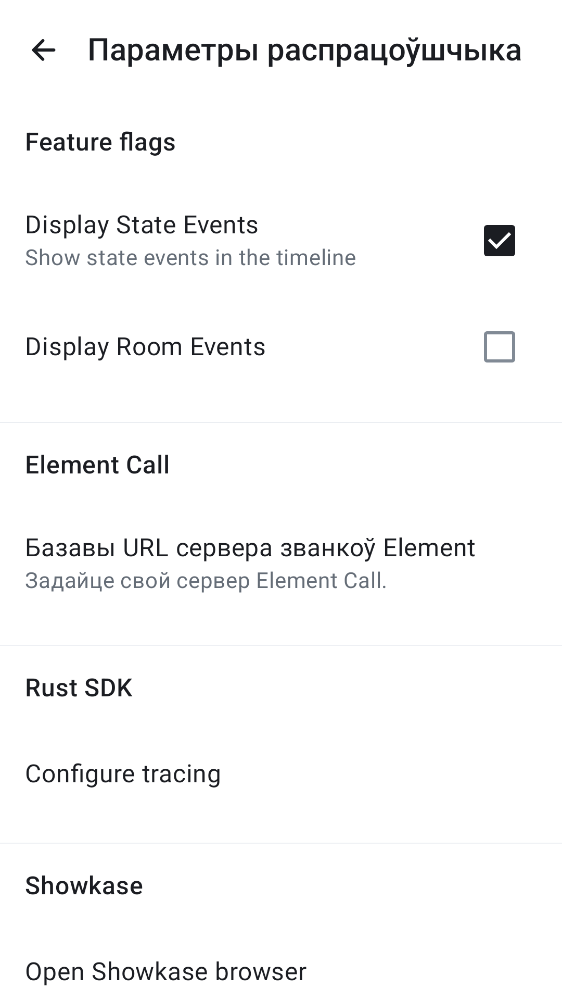 Параметры распрацоўшчыка
Feature flags
Display State Events
Show state events in the timeline
Display Room Events
Element Call
Базавы URL сервера званкоў Element
Задайце свой сервер Element Call.
Rust SDK
Configure tracing
Showkase
Open Showkase browser